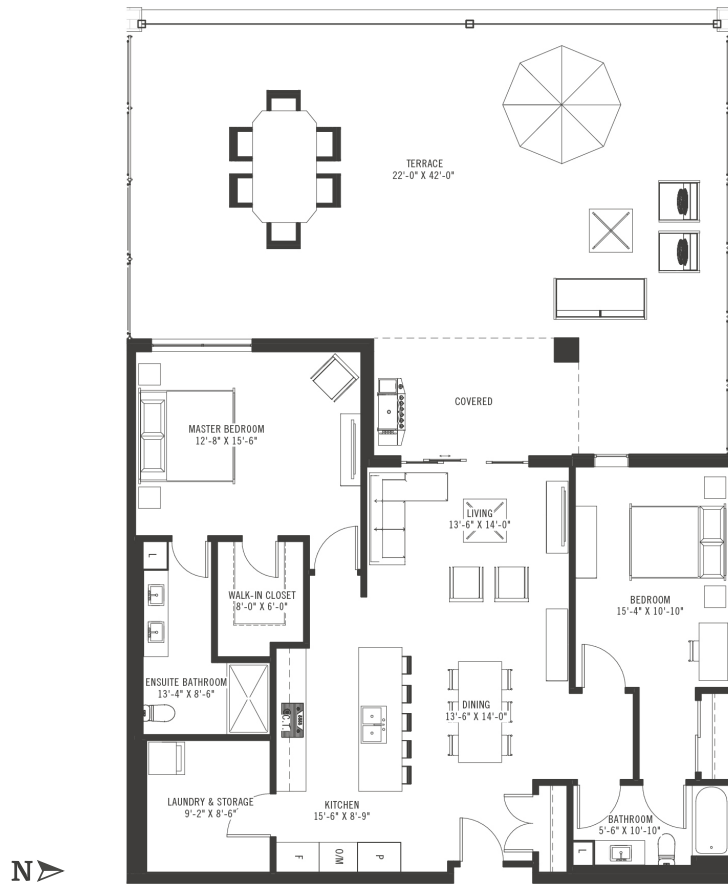 TERRACE
22'-0" X 42'-0"
COVERED
MASTER BEDROOM
12'-8" X 15'-6"
LIVING
13'-6" X 14'-0"
L
WALK-IN CLOSET
8'-0" X 6'-0"
BEDROOM
15'-4" X 10'-10"
ENSUITE BATHROOM
13'-4" X 8'-6"
DINING
13'-6" X 14'-0"
LAUNDRY & STORAGE
9'-2" X 8'-6"
KITCHEN
15'-6" X 8'-9"
BATHROOM
5'-6" X 10'-10"
F
O/M
P
L
N